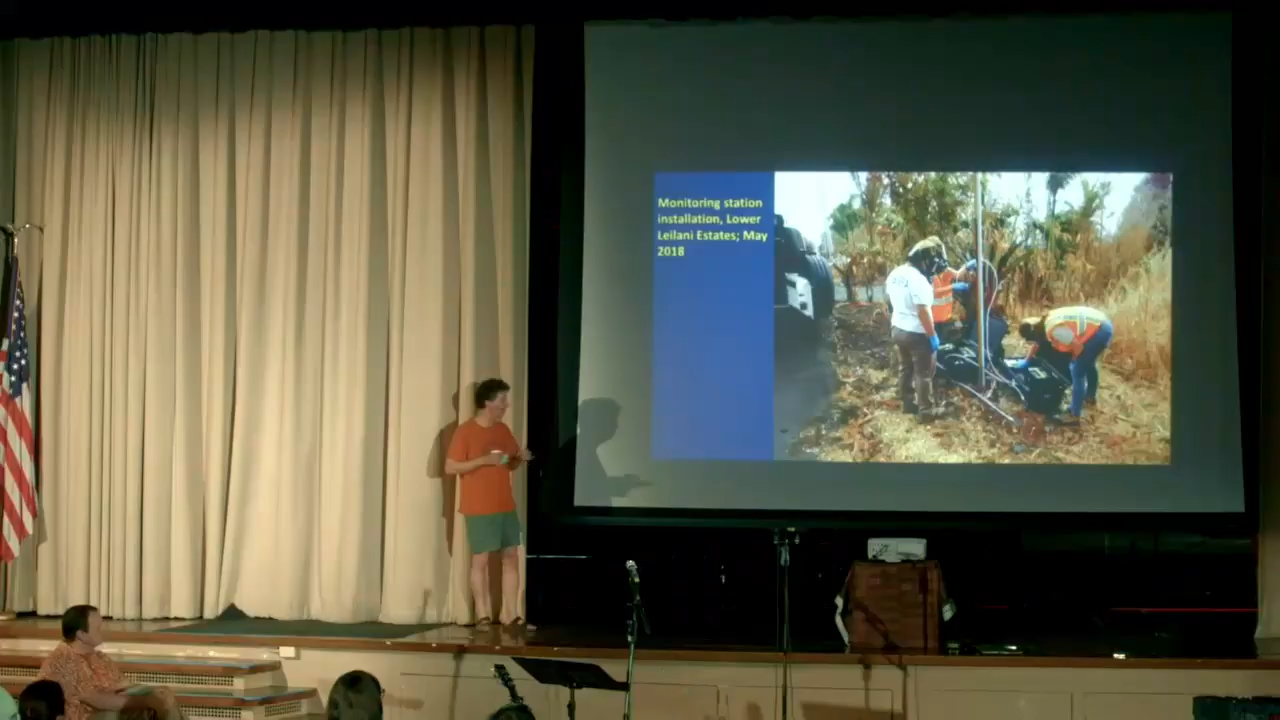 Monitoring station
installation, Lower
Leilani Estates; May
2018